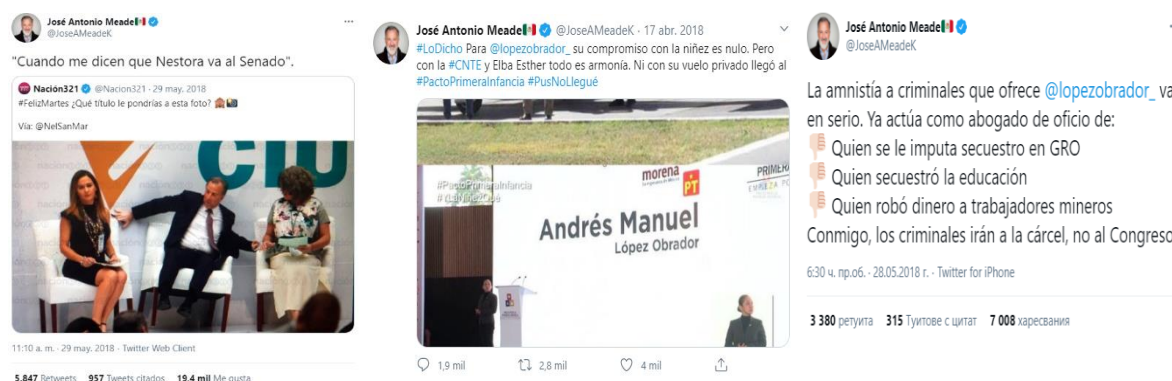 José Antonio Meade
@JoseAMeadeK
"Cuando me dicen que Nestora va al Senado".
Nación321 @Nacion321 · 29 may. 2018
#FelizMartes ¿Qué título le pondrías a esta foto?
Vía: @NelSanMar
CIU
11:10 a. m. · 29 may. 2018 · Twitter Web Client
5.847 Retweets 957 Tweets citados 19,4 mil Me gusta
José Antonio Meade @JoseAMeadeK · 17 abr. 2018
#LoDicho Para @lopezobrador_ su compromiso con la niñez es nulo. Pero
con la #CNTE y Elba Esther todo es armonía. Ni con su vuelo privado llegó al
#PactoPrimeraInfancia #PusNoLlegué
#PactoPrimeraInfancia
morena
PT
PRIMERA
Andrés Manuel
López Obrador
1,9 mil 2,8 mil 4 mil
José Antonio Meade
@JoseAMeadeK
La amnistía a criminales que ofrece @lopezobrador_ va
en serio. Ya actúa como abogado de oficio de:
Quien se le imputa secuestro en GRO
Quien secuestró la educación
Quien robó dinero a trabajadores mineros
Conmigo, los criminales irán a la cárcel, no al Congreso
6:30 ч. пр.об. · 28.05.2018 г. · Twitter for iPhone
3 380 ретуита 315 Туитове с цитат 7 008 харесвания